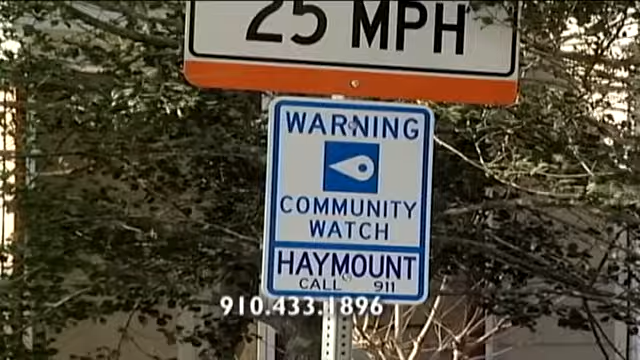 25 MPH
WARNING
COMMUNITY
WATCH
HAYMOUNT
CALL 911
910.433.1896